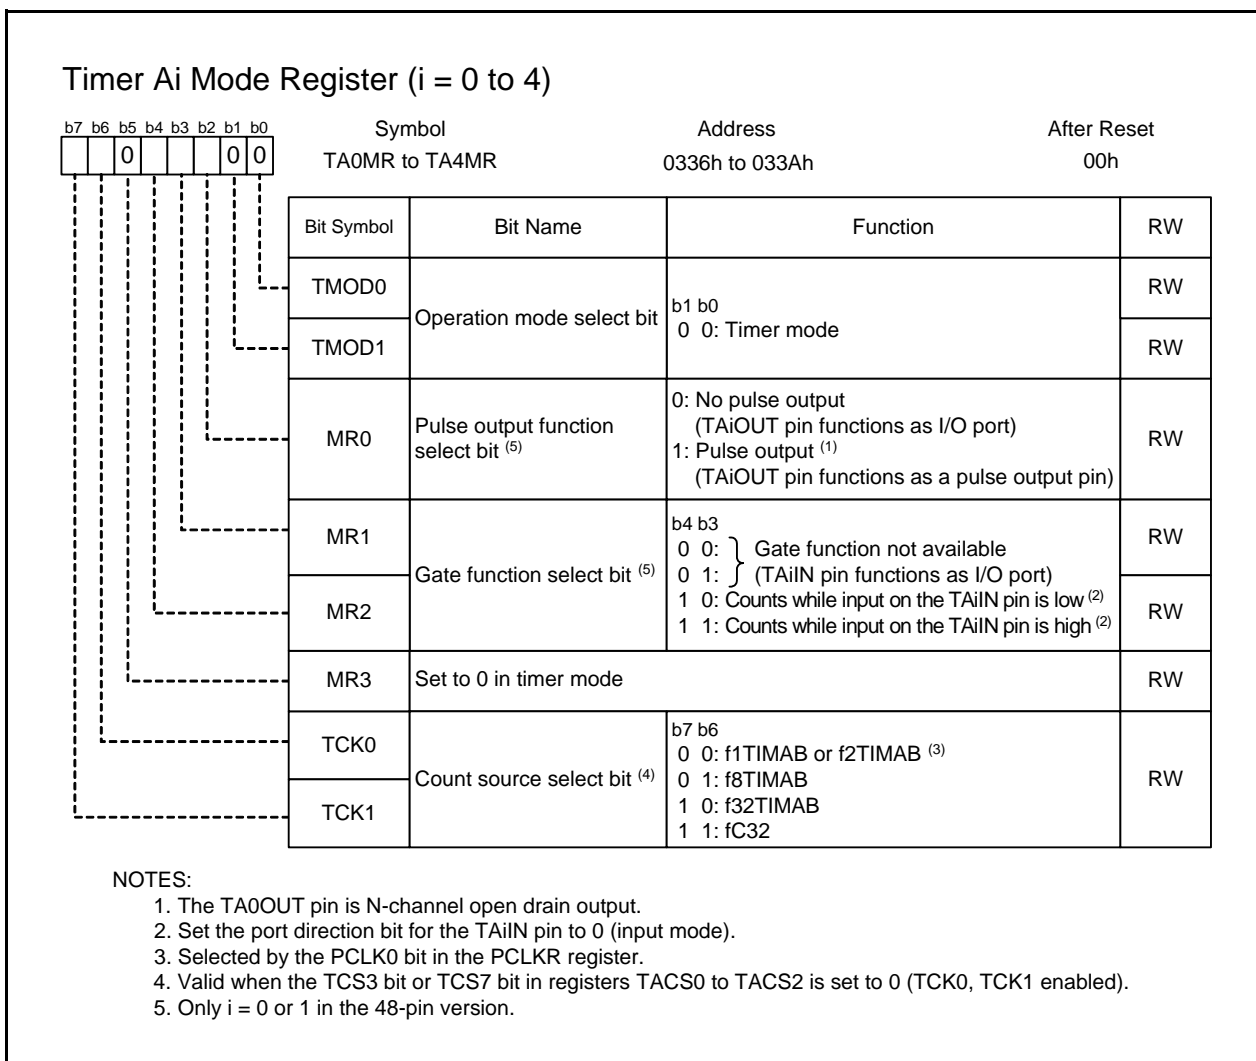 Timer Ai Mode Register (i = 0 to 4)
b7 b6 b5 b4 b3 b2 b1 b0
0 0 0
Symbol Address After Reset
TA0MR to TA4MR 0336h to 033Ah 00h
Bit Symbol Bit Name Function RW
TMOD0 RW
Operation mode select bit
b1 b0
0 0: Timer mode
TMOD1 RW
MR0
Pulse output function
select bit (5)
0: No pulse output
(TAiOUT pin functions as I/O port)
1: Pulse output (1)
(TAiOUT pin functions as a pulse output pin)
RW
MR1 RW
Gate function select bit (5)
b4 b3
0 0: } Gate function not available
0 1: } (TAiIN pin functions as I/O port)
1 0: Counts while input on the TAiIN pin is low (2)
1 1: Counts while input on the TAiIN pin is high (2)
MR2 RW
MR3 Set to 0 in timer mode RW
TCK0
Count source select bit (4)
b7 b6
0 0: f1TIMAB or f2TIMAB (3)
0 1: f8TIMAB
1 0: f32TIMAB
1 1: fC32
RW
TCK1
NOTES:
1. The TA0OUT pin is N-channel open drain output.
2. Set the port direction bit for the TAiIN pin to 0 (input mode).
3. Selected by the PCLK0 bit in the PCLKR register.
4. Valid when the TCS3 bit or TCS7 bit in registers TACS0 to TACS2 is set to 0 (TCK0, TCK1 enabled).
5. Only i = 0 or 1 in the 48-pin version.